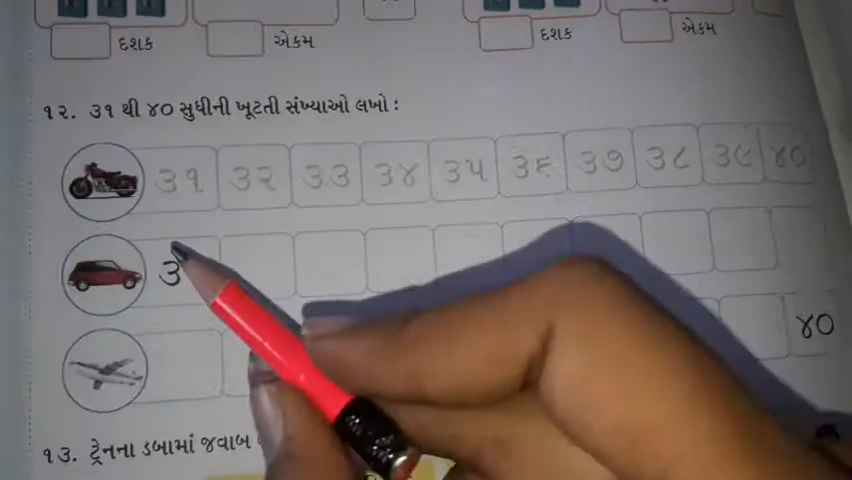 દશક એકમ દશક એકમ
૧૨. ૩૧ થી ૪૦ સુધીની ખૂટતી સંખ્યાઓ લખો :
૩૧ ૩૨ ૩૩ ૩૪ ૩૫ ૩૬ ૩૭ ૩૮ ૩૯ ૪૦
૩
૪૦
૧૩. ટ્રેનના ડબામાં જવાબ